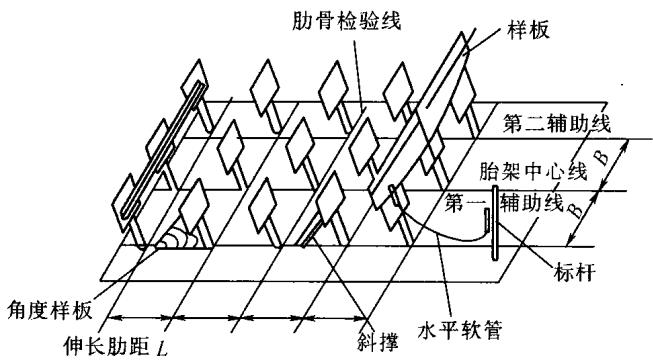 肋骨检验线
样板
第二辅助线
B
胎架中心线
第一辅助线
B
标杆
角度样板
伸长肋距 L
斜撑
水平软管